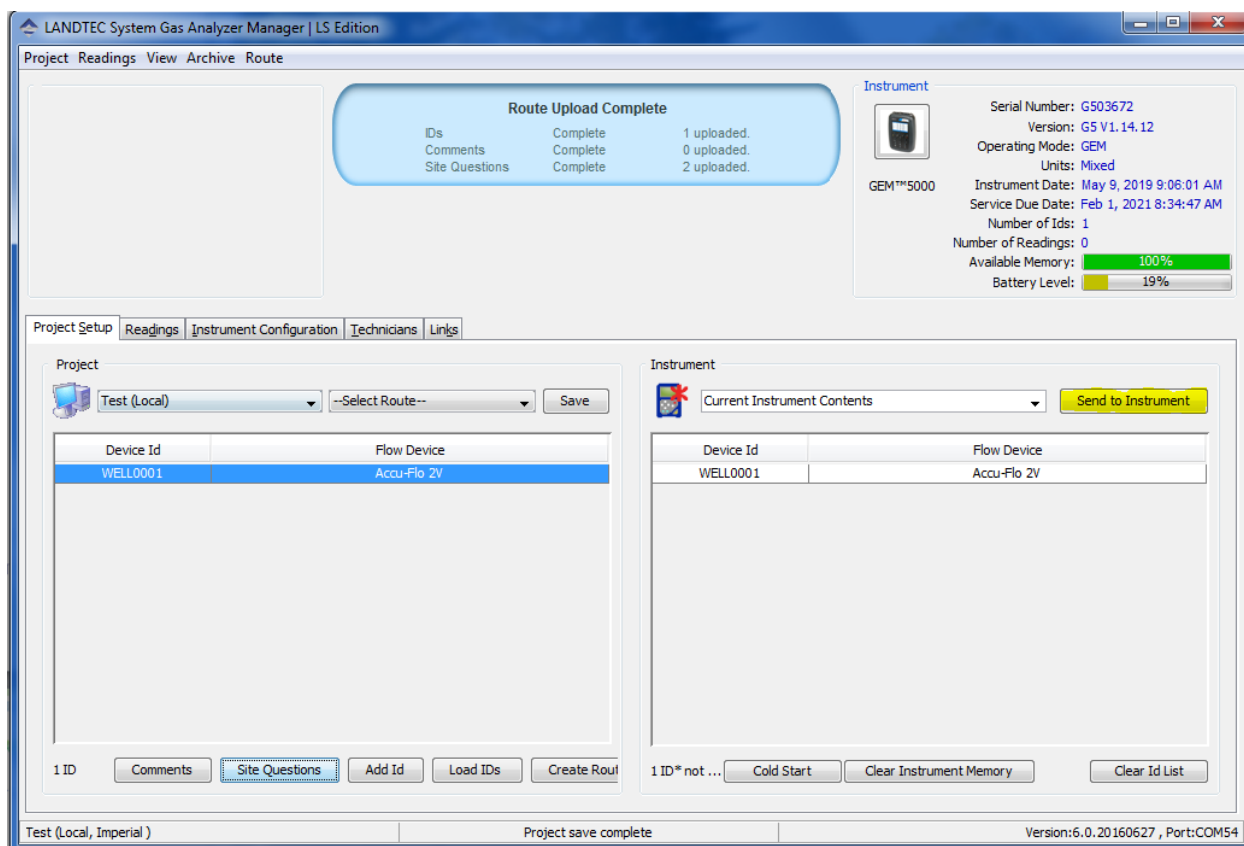 LANDTEC System Gas Analyzer Manager | LS Edition
Project Readings View Archive Route
Route Upload Complete
IDs Complete 1 uploaded.
Comments Complete 0 uploaded.
Site Questions Complete 2 uploaded.
Instrument
GEM™5000
Serial Number: G503672
Version: G5 V1.14.12
Operating Mode: GEM
Units: Mixed
Instrument Date: May 9, 2019 9:06:01 AM
Service Due Date: Feb 1, 2021 8:34:47 AM
Number of Ids: 1
Number of Readings: 0
Available Memory: 100%
Battery Level: 19%
Project Setup Readings Instrument Configuration Technicians Links
Project
Test (Local) --Select Route-- Save
Device Id Flow Device
WELL0001 Accu-Flo 2V
1 ID Comments Site Questions Add Id Load IDs Create Rout
Instrument
Current Instrument Contents Send to Instrument
Device Id Flow Device
WELL0001 Accu-Flo 2V
1 ID* not ... Cold Start Clear Instrument Memory Clear Id List
Test (Local, Imperial ) Project save complete Version:6.0.20160627 , Port:COM54